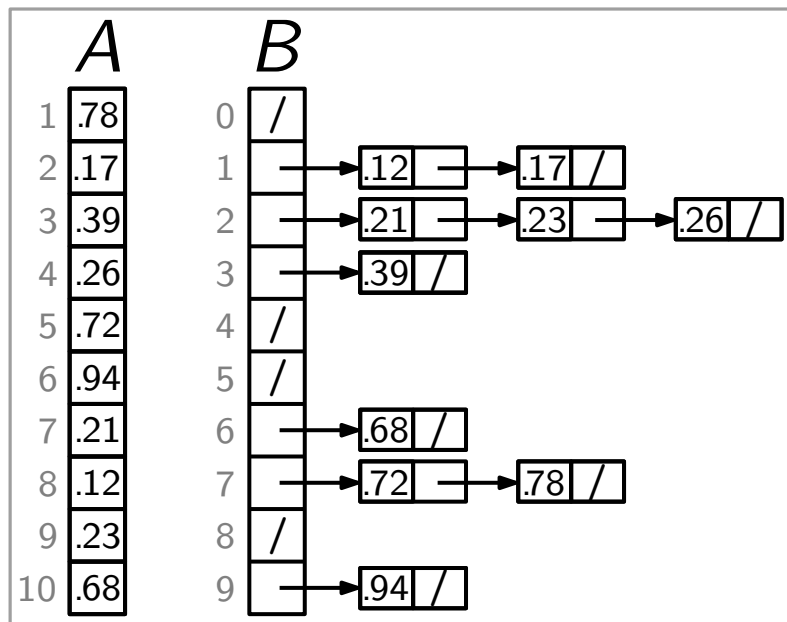 A B
1 .78 0 /
2 .17 1 .12 .17 /
3 .39 2 .21 .23 .26 /
4 .26 3 .39 /
5 .72 4 /
6 .94 5 /
7 .21 6 .68 /
8 .12 7 .72 .78 /
9 .23 8 /
10 .68 9 .94 /